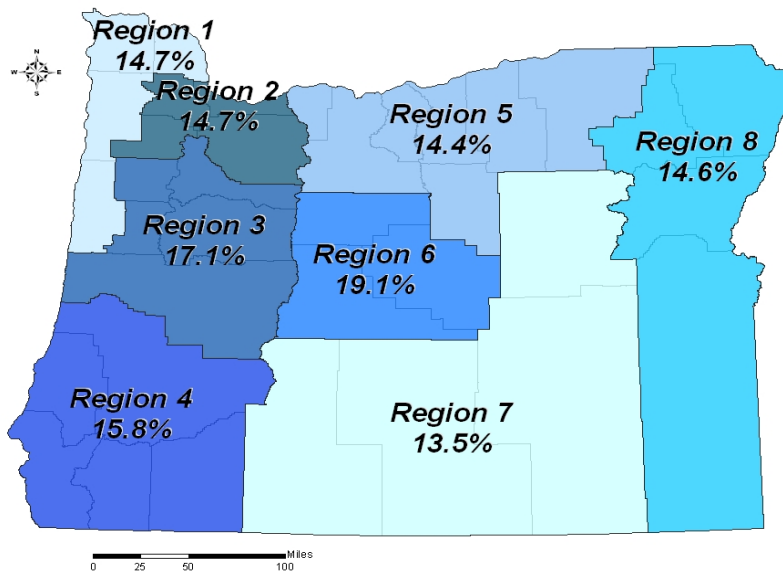 Region 1
14.7%
N
W E
S
Region 2
14.7%
Region 5
14.4%
Region 8
14.6%
Region 3
17.1%
Region 6
19.1%
Region 4
15.8%
Region 7
13.5%
Miles
0 25 50 100